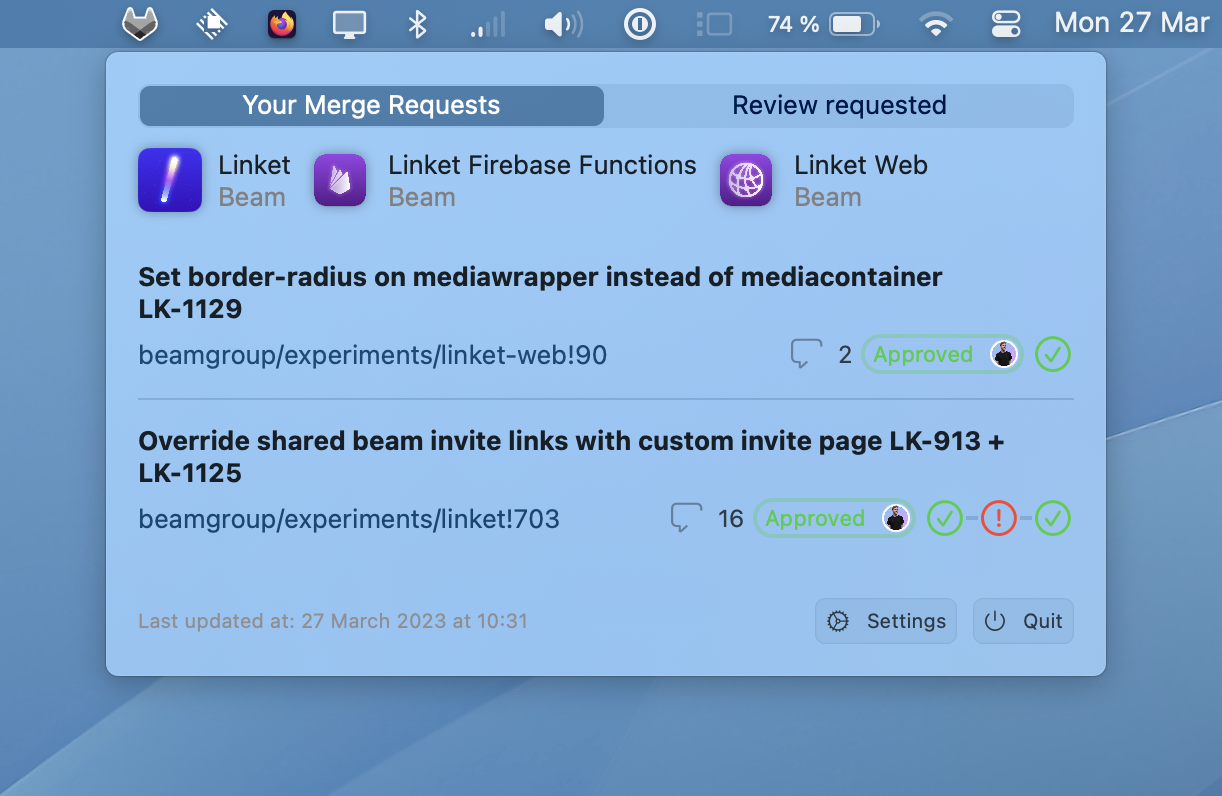 74 %
Mon 27 Mar
Your Merge Requests
Review requested
Linket
Beam
Linket Firebase Functions
Beam
Linket Web
Beam
Set border-radius on mediawrapper instead of mediacontainer
LK-1129
beamgroup/experiments/linket-web!90
2
Approved
Override shared beam invite links with custom invite page LK-913 +
LK-1125
beamgroup/experiments/linket!703
16
Approved
Last updated at: 27 March 2023 at 10:31
Settings
Quit